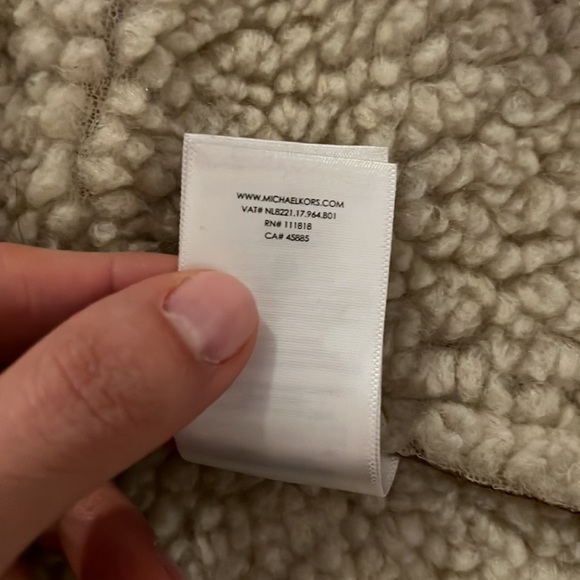 WWW.MICHAELKORS.COM
VAT# NL8221.17.964.B01
RN# 111818
CA# 45885